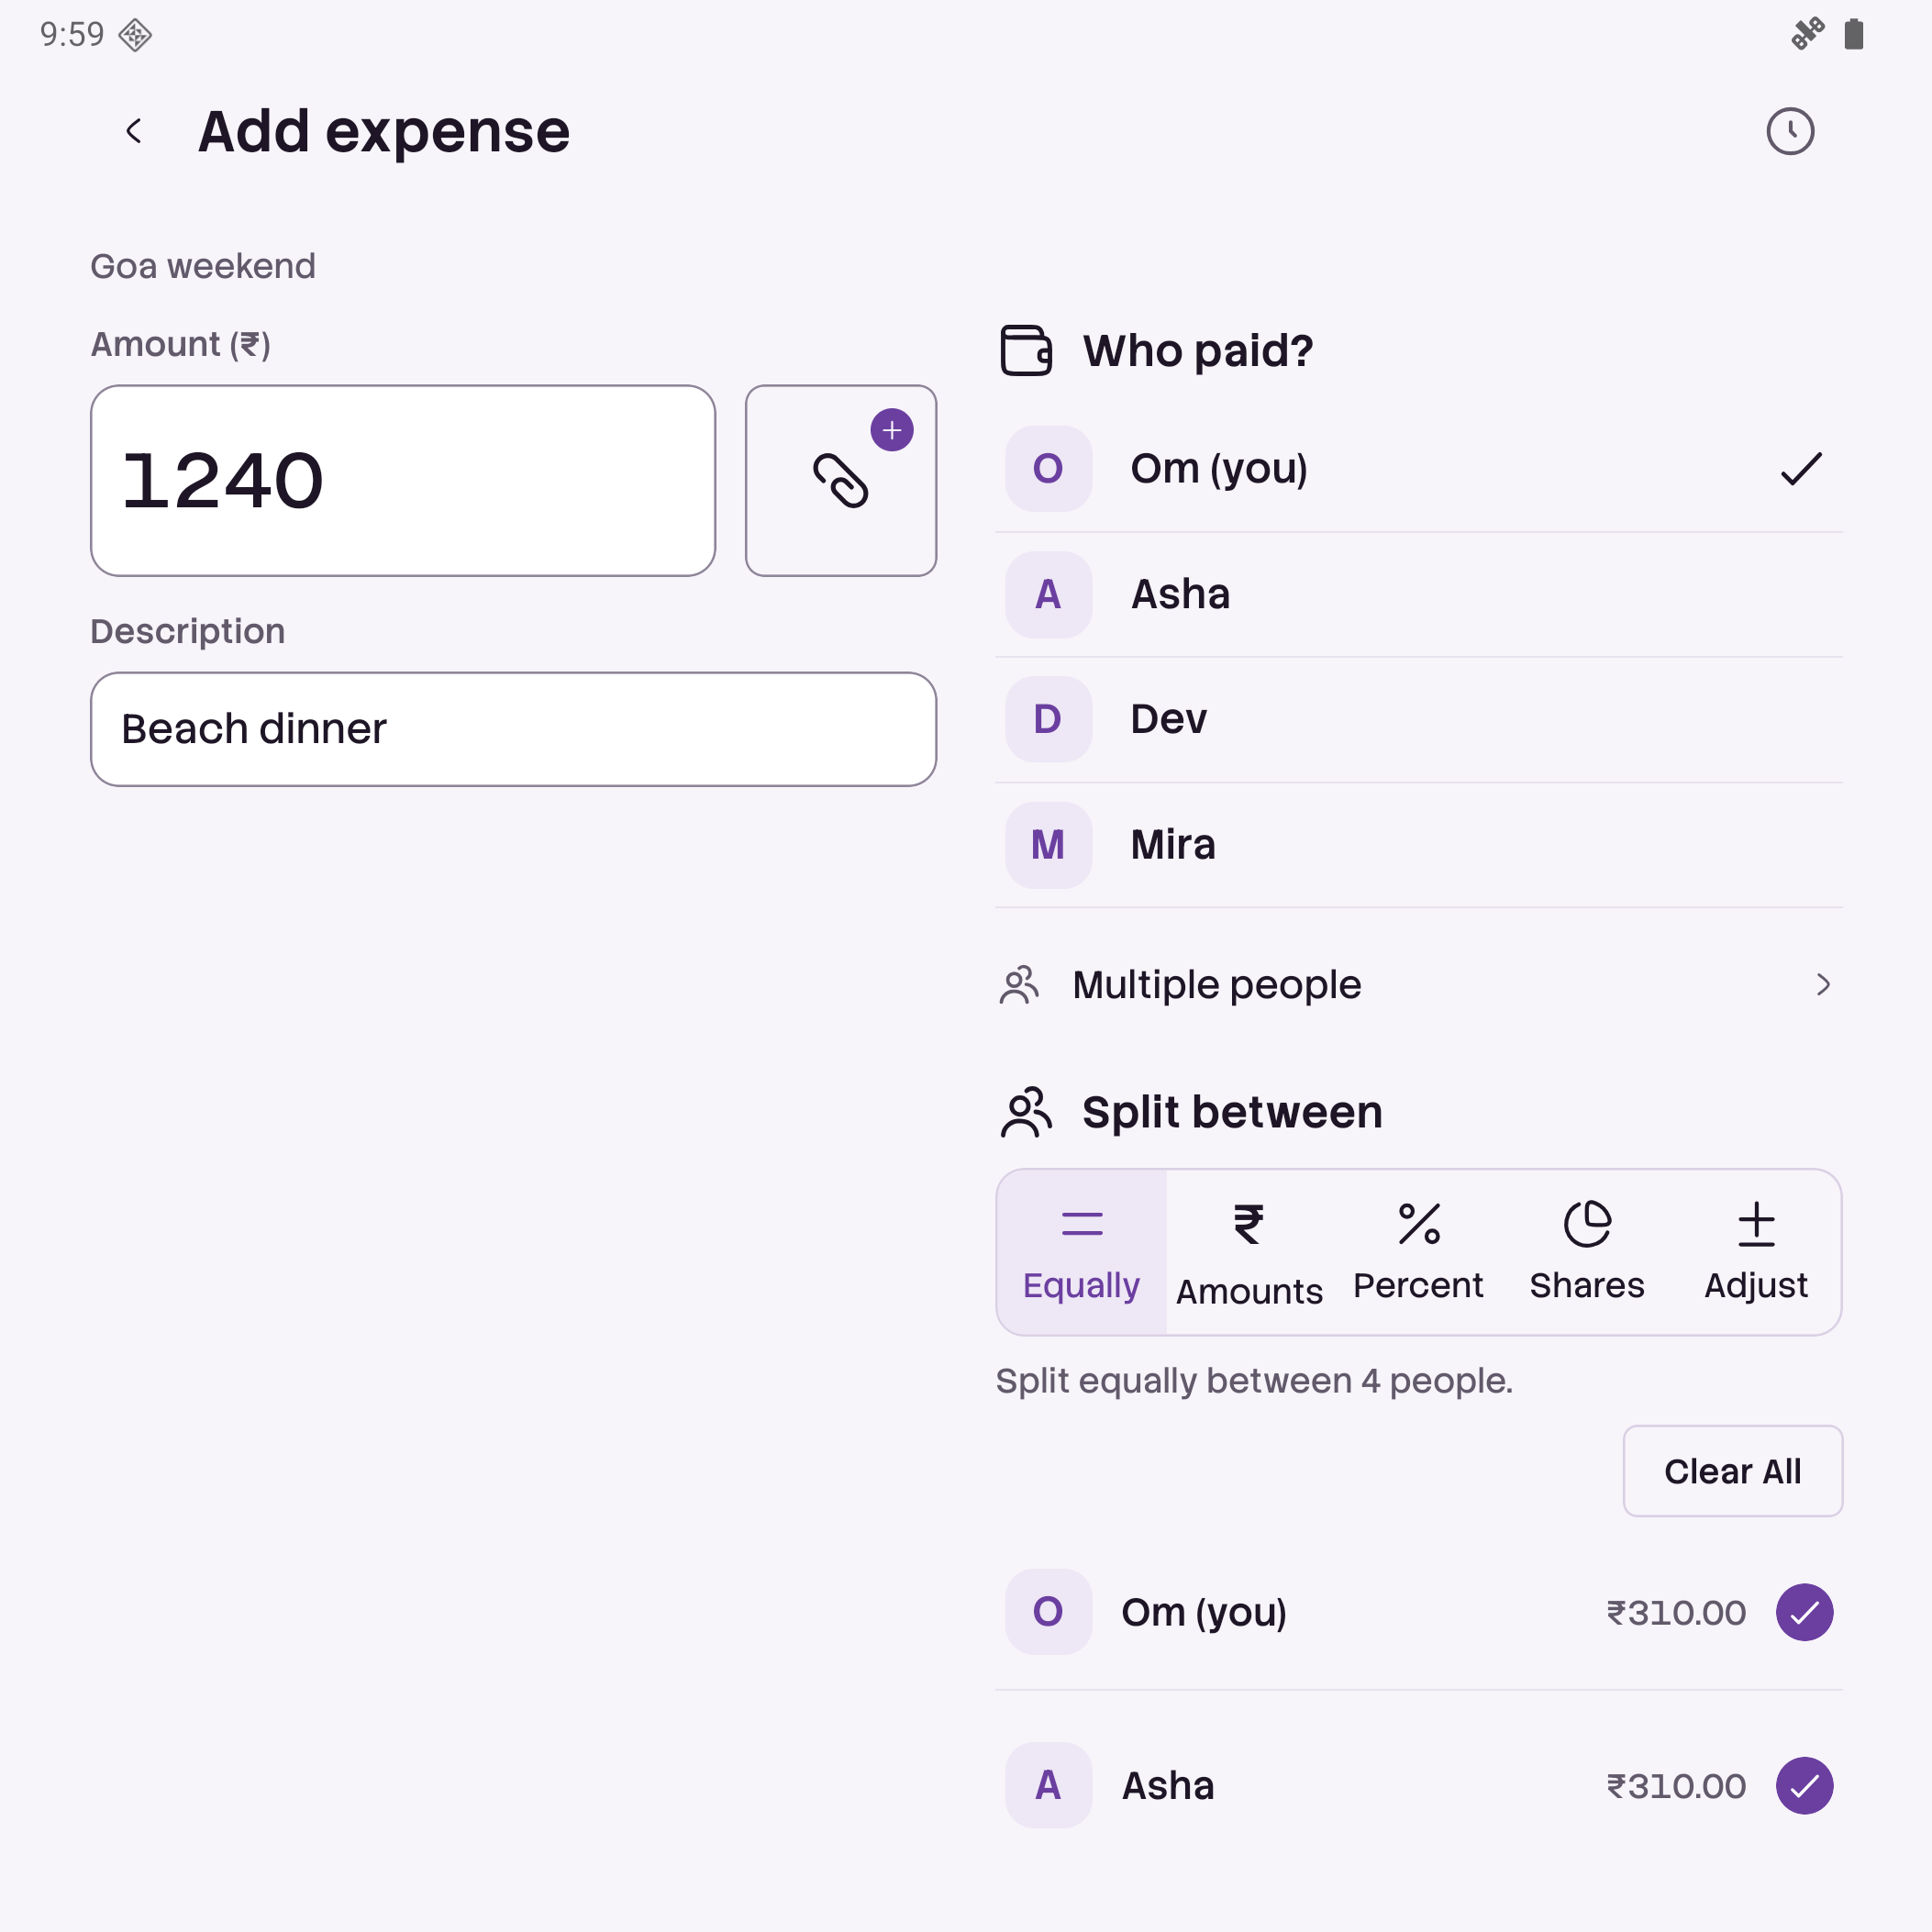 9:59
Add expense
Goa weekend
Amount (₹)
1240
Description
Beach dinner
Who paid?
O Om (you)
A Asha
D Dev
M Mira
Multiple people
Split between
Equally ₹ Amounts % Percent Shares ± Adjust
Split equally between 4 people.
Clear All
O Om (you) ₹310.00
A Asha ₹310.00